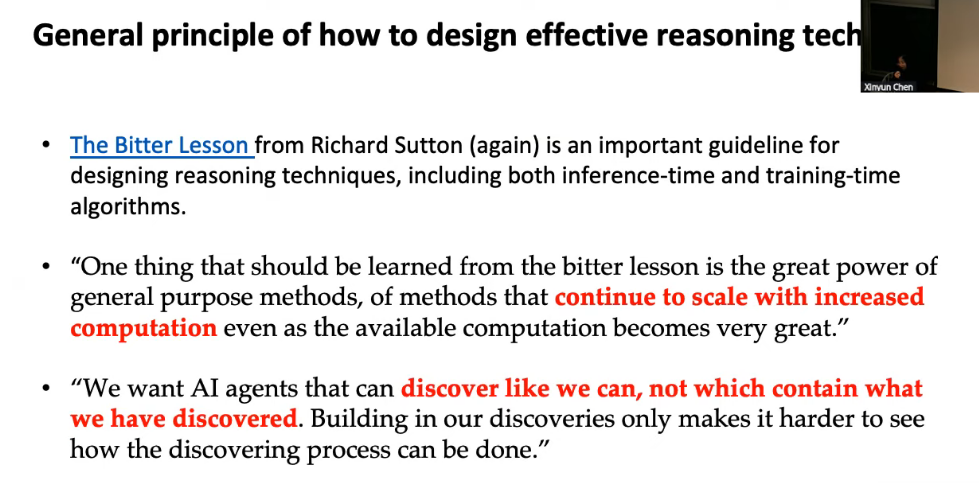 General principle of how to design effective reasoning tech
Xinyun Chen
• The Bitter Lesson from Richard Sutton (again) is an important guideline for
designing reasoning techniques, including both inference-time and training-time
algorithms.
• “One thing that should be learned from the bitter lesson is the great power of
general purpose methods, of methods that continue to scale with increased
computation even as the available computation becomes very great.”
• “We want AI agents that can discover like we can, not which contain what
we have discovered. Building in our discoveries only makes it harder to see
how the discovering process can be done.”